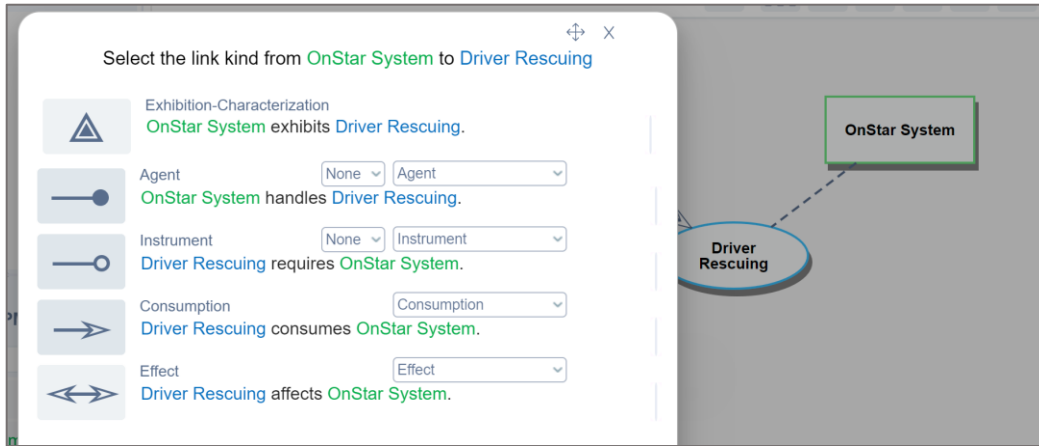 X
Select the link kind from OnStar System to Driver Rescuing
Exhibition-Characterization
OnStar System exhibits Driver Rescuing.
Agent None Agent
OnStar System handles Driver Rescuing.
Instrument None Instrument
Driver Rescuing requires OnStar System.
Consumption Consumption
Driver Rescuing consumes OnStar System.
Effect Effect
Driver Rescuing affects OnStar System.
OnStar System
Driver
Rescuing